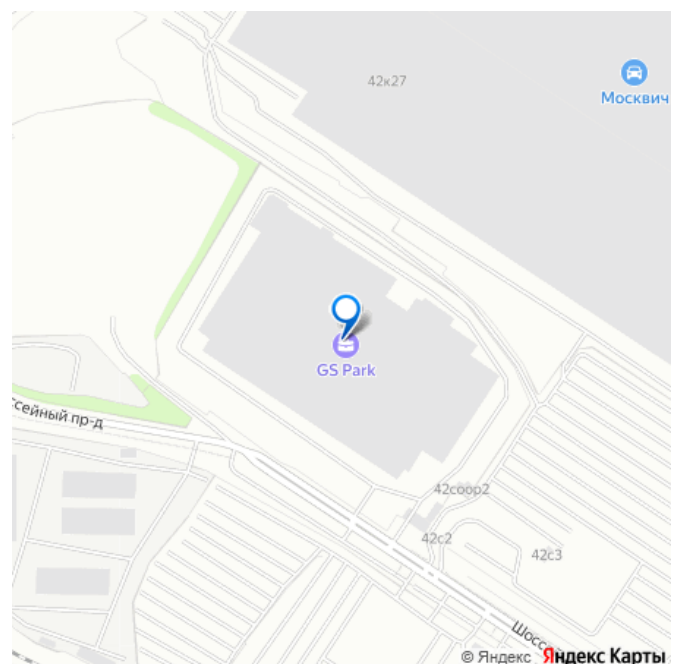 42к27
Москвич
GS Park
ссейный пр-д
42соор2
42с2
42с3
Шосс
© Яндекс Яндекс Карты